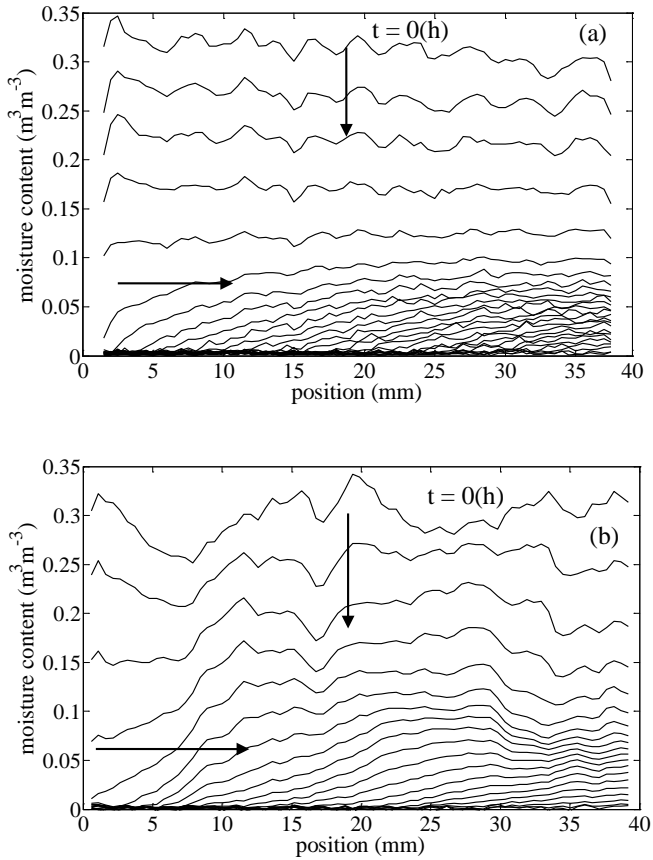 t = 0(h)
(a)
0.35
0.3
0.25
0.2
0.15
0.1
0.05
0
moisture content (m³m⁻³)
0 5 10 15 20 25 30 35 40
position (mm)
0.35
0.3
0.25
0.2
0.15
0.1
0.05
0
t = 0(h)
(b)
moisture content (m³m⁻³)
0 5 10 15 20 25 30 35 40
position (mm)